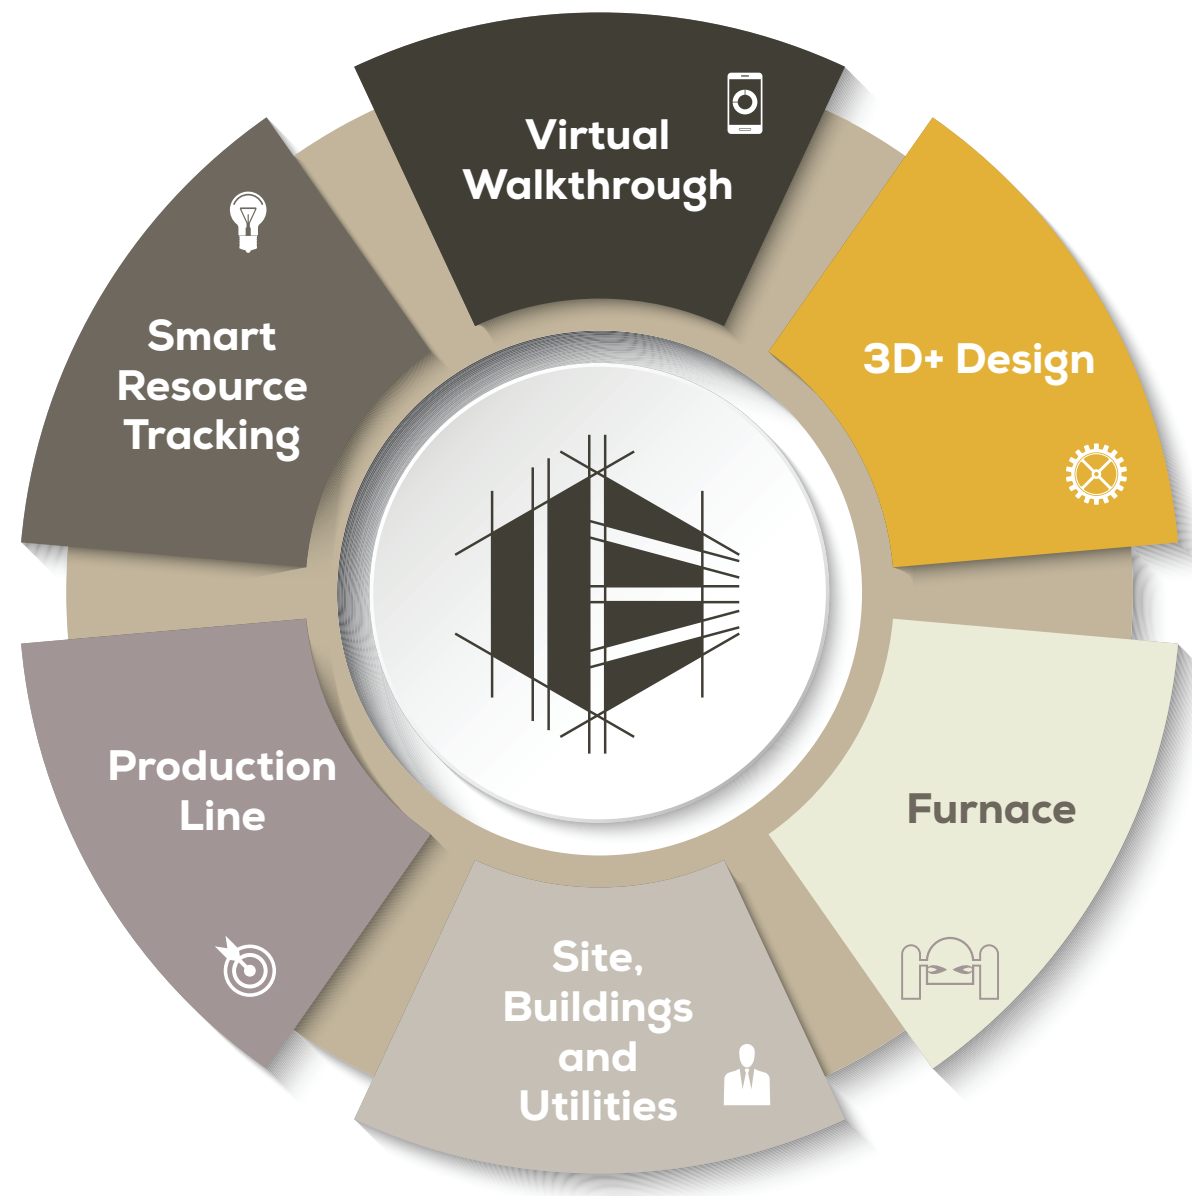 Virtual
Walkthrough
3D+ Design
Furnace
Site,
Buildings
and
Utilities
Production
Line
Smart
Resource
Tracking